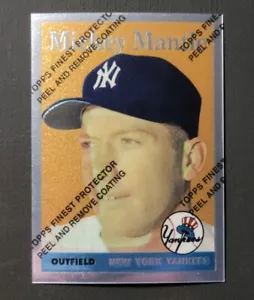 Mickey Mantle
TOPPS FINEST PROTECTOR
PEEL AND REMOVE COATING
TOPPS FINEST PROTECTOR
PEEL AND REMOVE COATING
TOPPS FINEST PROTECTOR
PEEL AND REMOVE COATING
NY
Yankees
OUTFIELD
NEW YORK YANKEES